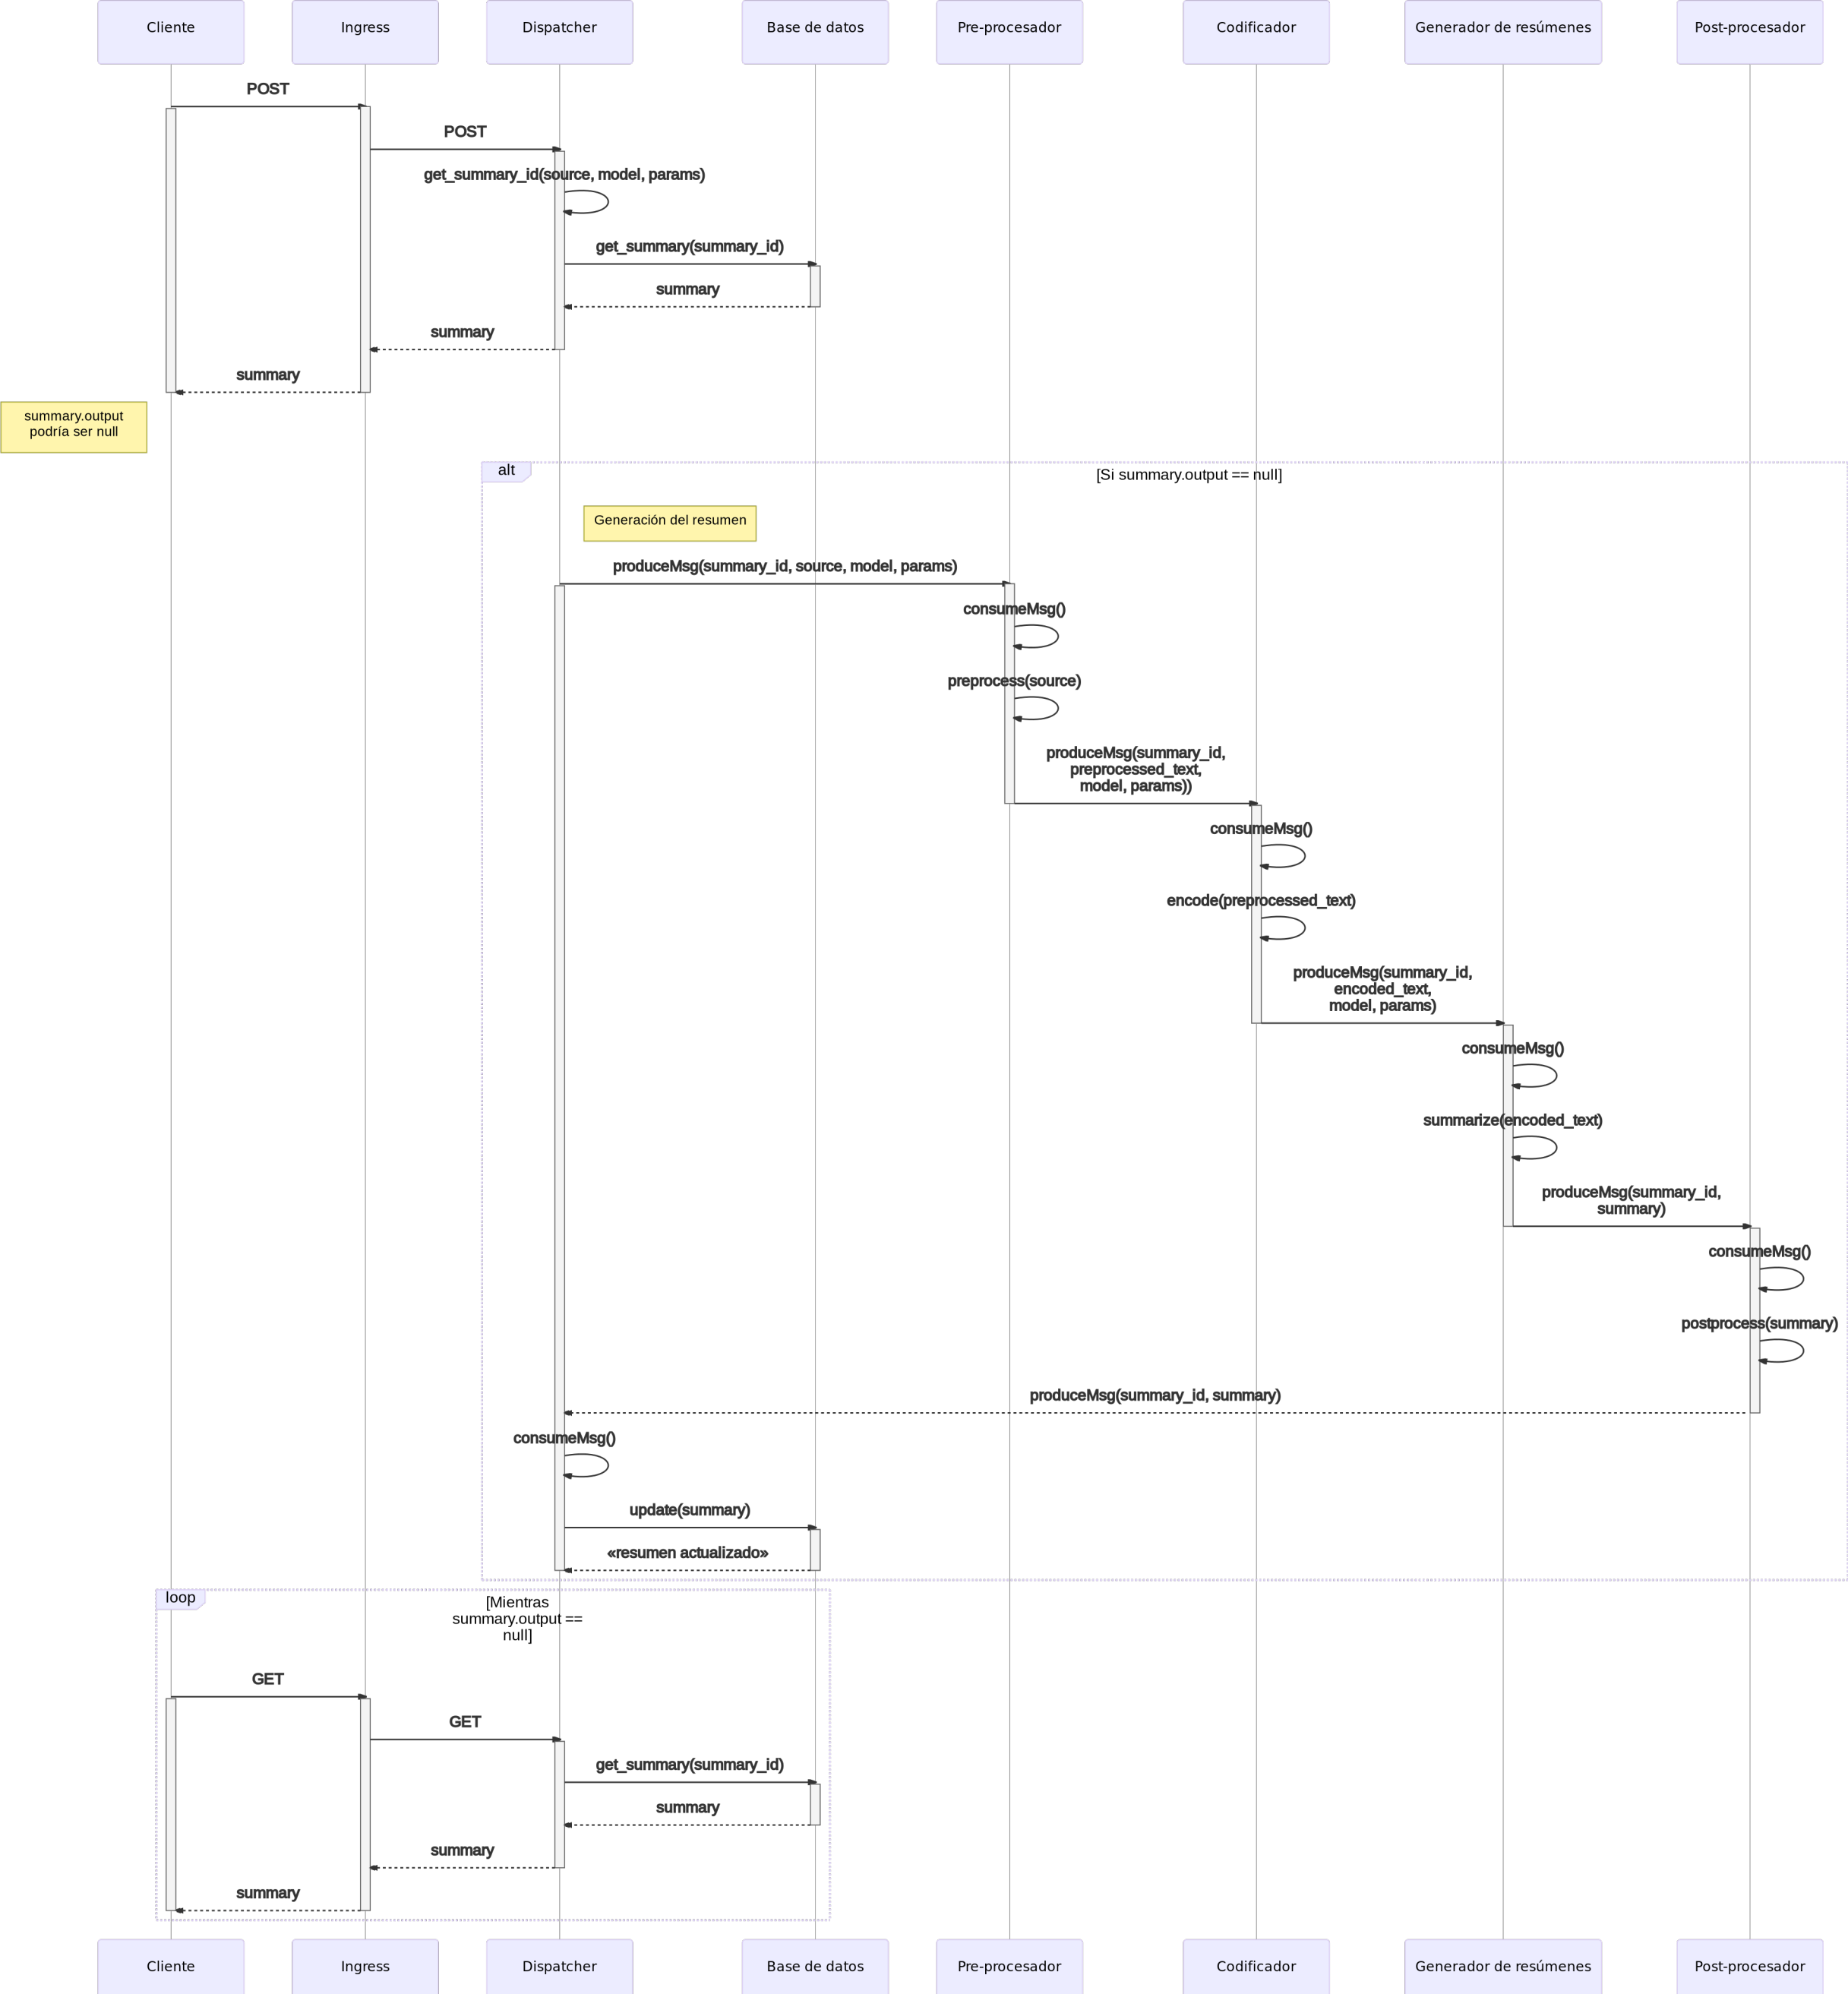 Cliente
Ingress
Dispatcher
Base de datos
Pre-procesador
Codificador
Generador de resúmenes
Post-procesador
POST
POST
get_summary_id(source, model, params)
get_summary(summary_id)
summary
summary
summary
summary.output
podría ser null
alt
[Si summary.output == null]
Generación del resumen
produceMsg(summary_id, source, model, params)
consumeMsg()
preprocess(source)
produceMsg(summary_id,
preprocessed_text,
model, params))
consumeMsg()
encode(preprocessed_text)
produceMsg(summary_id,
encoded_text,
model, params)
consumeMsg()
summarize(encoded_text)
produceMsg(summary_id,
summary)
consumeMsg()
postprocess(summary)
produceMsg(summary_id, summary)
consumeMsg()
update(summary)
«resumen actualizado»
loop
[Mientras
summary.output ==
null]
GET
GET
get_summary(summary_id)
summary
summary
summary
Cliente
Ingress
Dispatcher
Base de datos
Pre-procesador
Codificador
Generador de resúmenes
Post-procesador